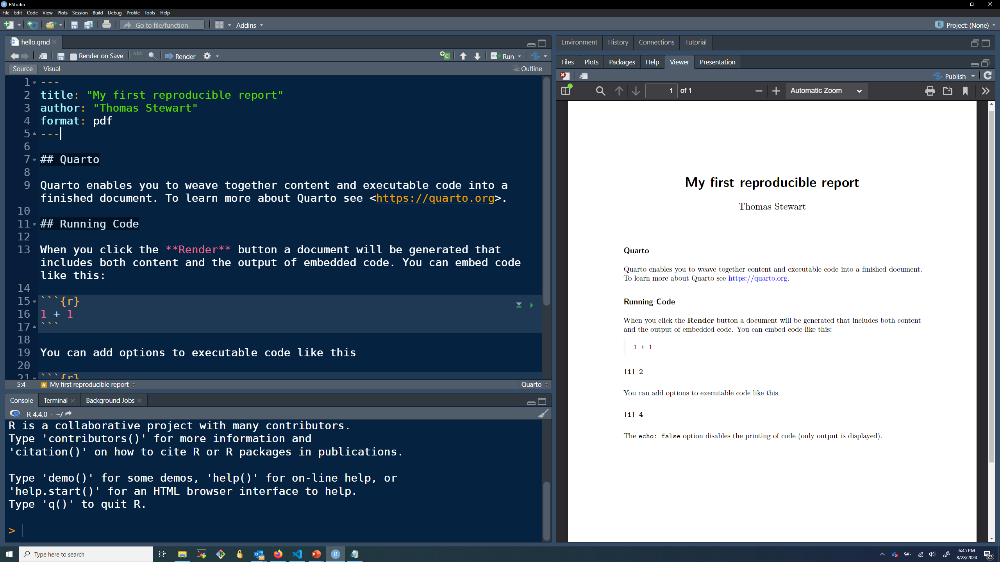 RStudio
File Edit Code View Plots Session Build Debug Profile Tools Help
Go to file/function Addins Project: (None)
hello.qmd
Render on Save ABC Render Run
Source Visual Outline
1 ---
2 title: "My first reproducible report"
3 author: "Thomas Stewart"
4 format: pdf
5 ---
6
7 ## Quarto
8
9 Quarto enables you to weave together content and executable code into a
finished document. To learn more about Quarto see <https://quarto.org>.
10
11 ## Running Code
12
13 When you click the **Render** button a document will be generated that
includes both content and the output of embedded code. You can embed code
like this:
14
15 ```{r}
16 1 + 1
17 ```
18
19 You can add options to executable code like this
20
21 ```{r}
5:4 # My first reproducible report Quarto
Console Terminal Background Jobs
R 4.4.0 · ~/
R is a collaborative project with many contributors.
Type 'contributors()' for more information and
'citation()' on how to cite R or R packages in publications.
Type 'demo()' for some demos, 'help()' for on-line help, or
'help.start()' for an HTML browser interface to help.
Type 'q()' to quit R.
>
Environment History Connections Tutorial
Files Plots Packages Help Viewer Presentation
Publish
1 of 1 Automatic Zoom
My first reproducible report
Thomas Stewart
Quarto
Quarto enables you to weave together content and executable code into a finished document.
To learn more about Quarto see https://quarto.org.
Running Code
When you click the Render button a document will be generated that includes both content
and the output of embedded code. You can embed code like this:
1 + 1
[1] 2
You can add options to executable code like this
[1] 4
The echo: false option disables the printing of code (only output is displayed).
Type here to search
6:45 PM
8/28/2024
23